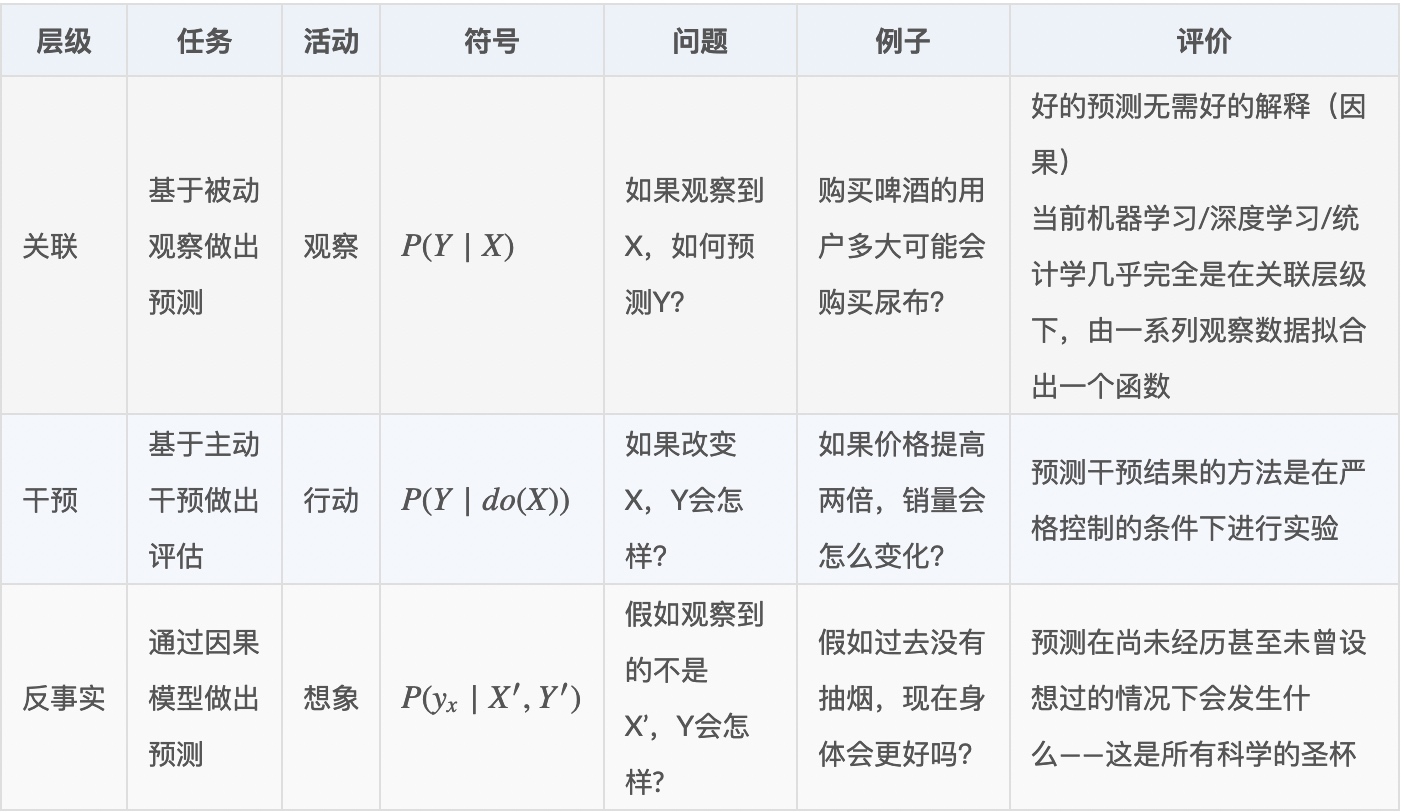 层级 任务 活动 符号 问题 例子 评价
关联
基于被动
观察做出
预测
观察
P(Y | X)
如果观察到
X，如何预
测Y?
购买啤酒的用
户多大可能会
购买尿布?
好的预测无需好的解释（因
果）
当前机器学习/深度学习/统
计学几乎完全是在关联层级
下，由一系列观察数据拟合
出一个函数
干预
基于主动
干预做出
评估
行动
P(Y | do(X))
如果改变
X，Y会怎
样?
如果价格提高
两倍，销量会
怎么变化?
预测干预结果的方法是在严
格控制的条件下进行实验
反事实
通过因果
模型做出
预测
想象
P(yₓ | X′, Y′)
假如观察到
的不是
X’，Y会怎
样?
假如过去没有
抽烟，现在身
体会更好吗?
预测在尚未经历甚至未曾设
想过的情况下会发生什
么——这是所有科学的圣杯